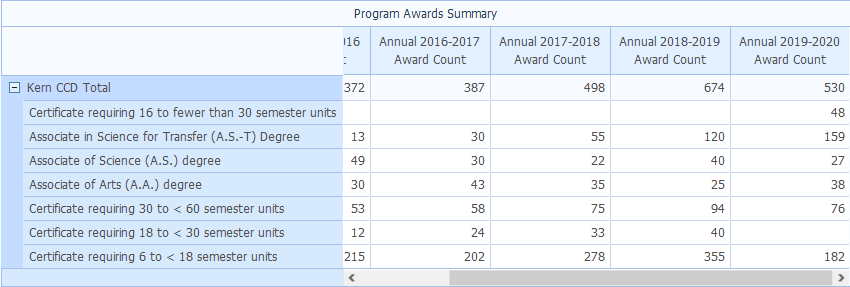 Program Awards Summary
016 Annual 2016-2017 Annual 2017-2018 Annual 2018-2019 Annual 2019-2020
t Award Count Award Count Award Count Award Count
Kern CCD Total 372 387 498 674 530
Certificate requiring 16 to fewer than 30 semester units 48
Associate in Science for Transfer (A.S.-T) Degree 13 30 55 120 159
Associate of Science (A.S.) degree 49 30 22 40 27
Associate of Arts (A.A.) degree 30 43 35 25 38
Certificate requiring 30 to < 60 semester units 53 58 75 94 76
Certificate requiring 18 to < 30 semester units 12 24 33 40
Certificate requiring 6 to < 18 semester units 215 202 278 355 182